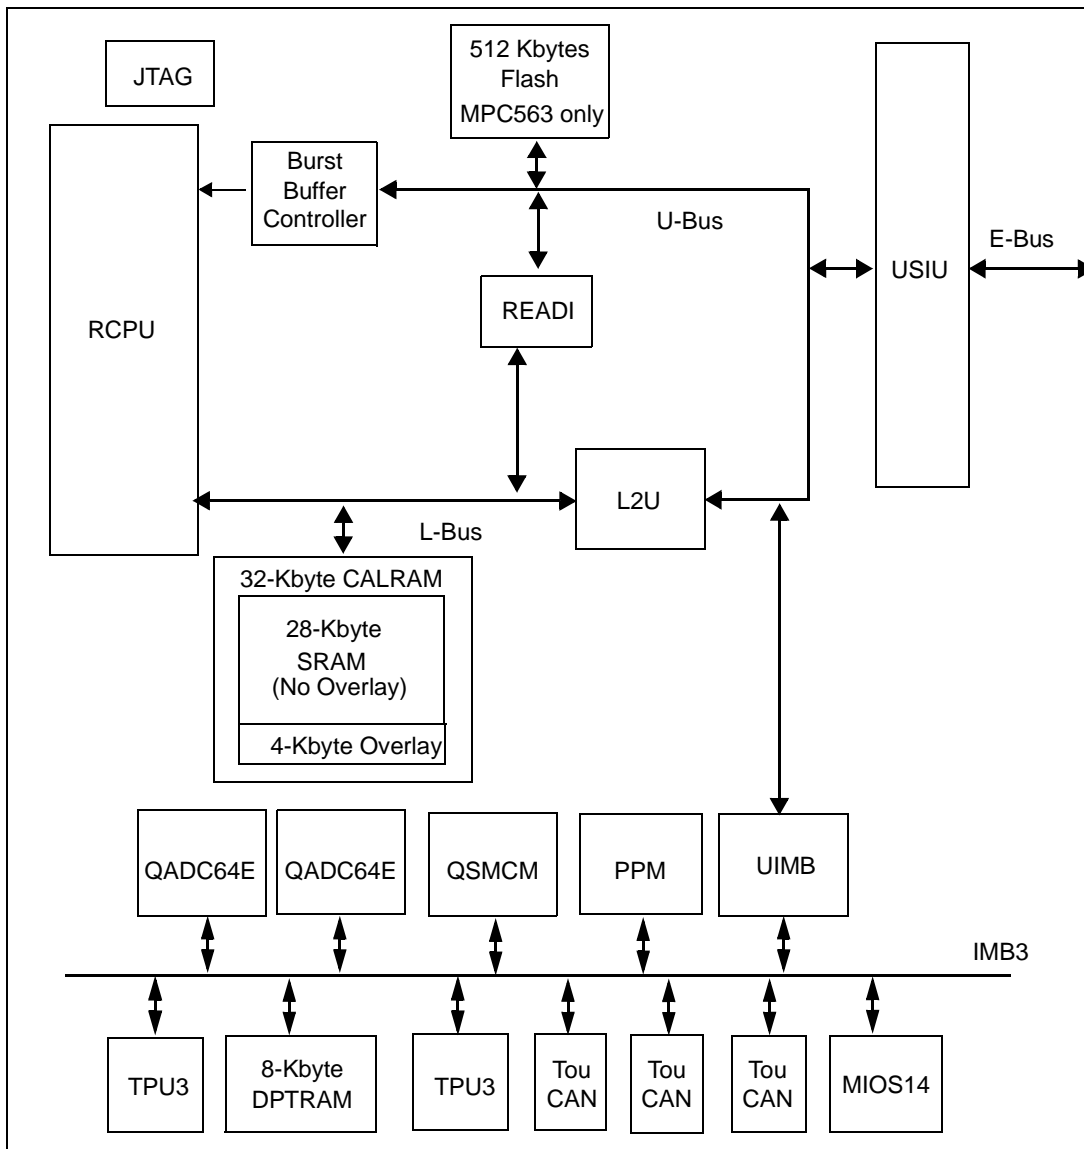 JTAG
512 Kbytes
Flash
MPC563 only
Burst
Buffer
Controller
U-Bus
E-Bus
USIU
READI
RCPU
L2U
L-Bus
32-Kbyte CALRAM
28-Kbyte
SRAM
(No Overlay)
4-Kbyte Overlay
QADC64E
QADC64E
QSMCM
PPM
UIMB
IMB3
TPU3
8-Kbyte
DPTRAM
TPU3
Tou
CAN
Tou
CAN
Tou
CAN
MIOS14